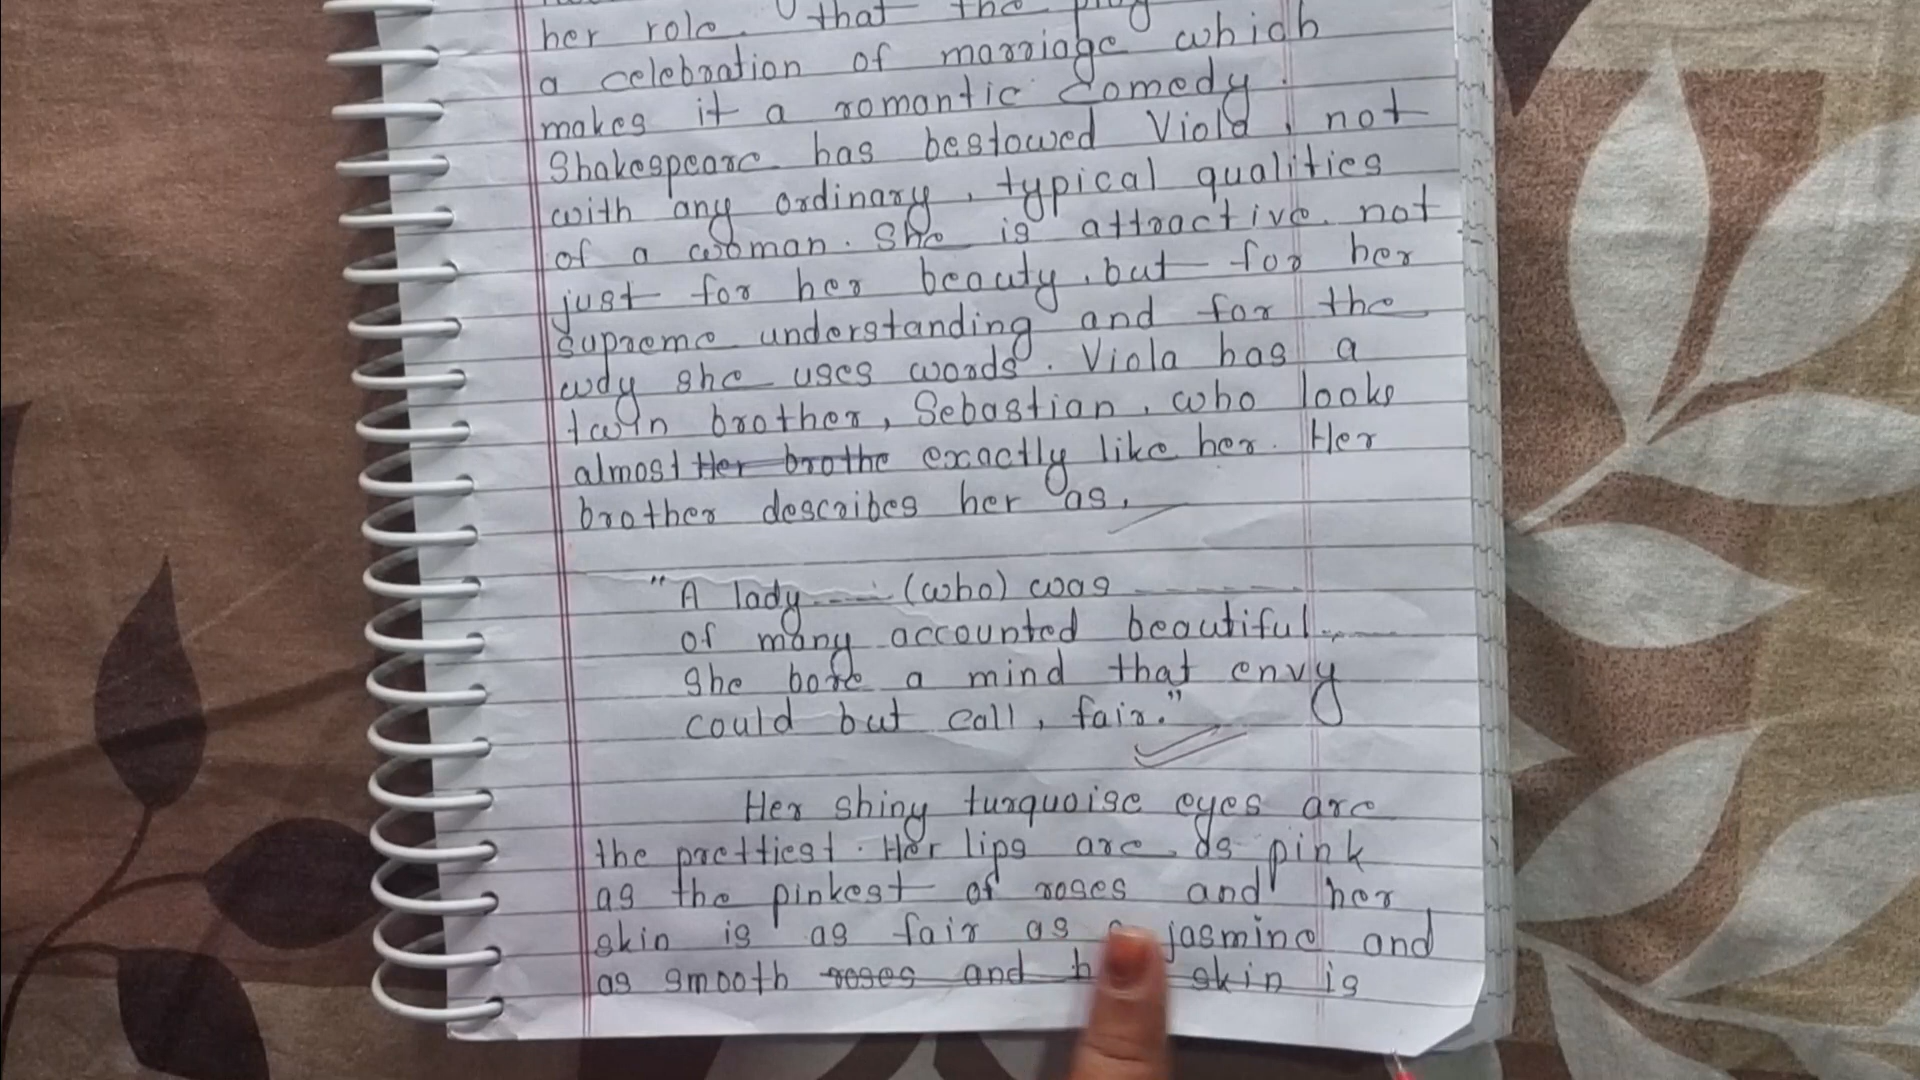 her role. that the play
a celebration of marriage which
makes it a romantic comedy.
Shakespeare has bestowed Viola, not
with any ordinary, typical qualities
of a woman. She is attractive not
just for her beauty, but for her
supreme understanding and for the
way she uses words. Viola has a
twin brother, Sebastian, who looks
almost Her brothe exactly like her. Her
brother describes her as,
"A lady ---- (who) was
of many accounted beautiful --
She bore a mind that envy
could but call, fair."
Her shiny turquoise eyes are
the prettiest. Her lips are as pink
as the pinkest of roses and her
skin is as fair as jasmine and
as smooth roses and skin is